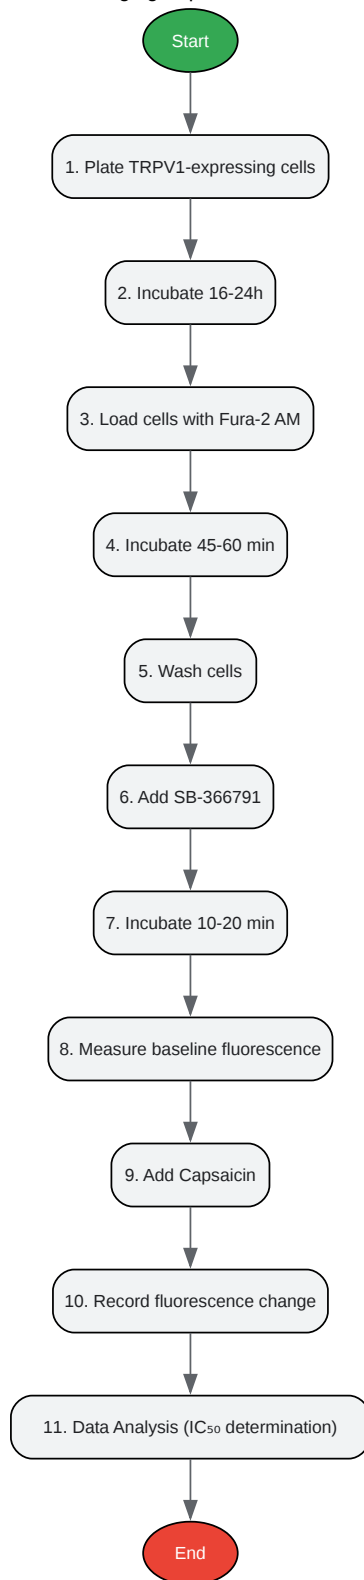 Start
1. Plate TRPV1-expressing cells
2. Incubate 16-24h
3. Load cells with Fura-2 AM
4. Incubate 45-60 min
5. Wash cells
6. Add SB-366791
7. Incubate 10-20 min
8. Measure baseline fluorescence
9. Add Capsaicin
10. Record fluorescence change
11. Data Analysis (IC₅₀ determination)
End